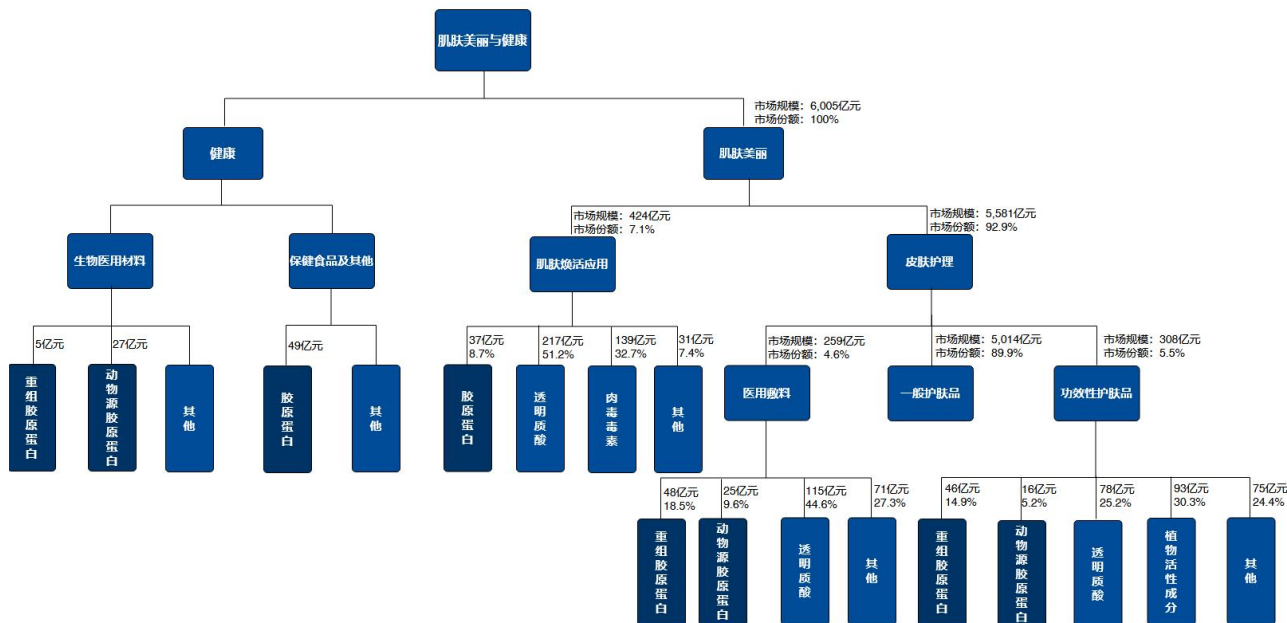 肌肤美丽与健康
市场规模：6,005亿元
市场份额：100%
健康
肌肤美丽
市场规模：424亿元
市场份额：7.1%
市场规模：5,581亿元
市场份额：92.9%
生物医用材料
保健食品及其他
肌肤焕活应用
皮肤护理
5亿元
27亿元
49亿元
37亿元
8.7%
217亿元
51.2%
139亿元
32.7%
31亿元
7.4%
市场规模：259亿元
市场份额：4.6%
市场规模：5,014亿元
市场份额：89.9%
市场规模：308亿元
市场份额：5.5%
重组胶原蛋白
动物源胶原蛋白
其他
胶原蛋白
其他
胶原蛋白
透明质酸
肉毒毒素
其他
医用敷料
一般护肤品
功效性护肤品
48亿元
18.5%
25亿元
9.6%
115亿元
44.6%
71亿元
27.3%
46亿元
14.9%
16亿元
5.2%
78亿元
25.2%
93亿元
30.3%
75亿元
24.4%
重组胶原蛋白
动物源胶原蛋白
透明质酸
其他
重组胶原蛋白
动物源胶原蛋白
透明质酸
植物活性成分
其他